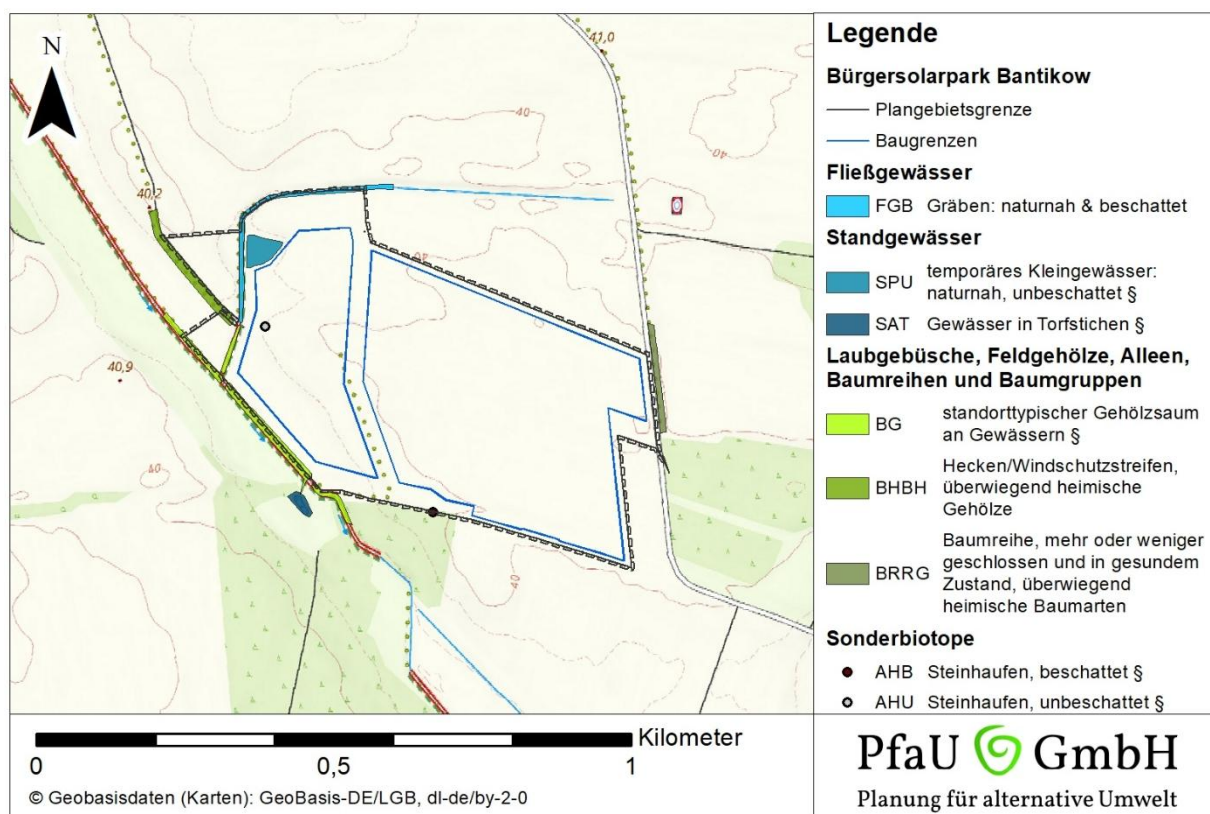 N
41,0
40
40
40,2
40
40,9
40
40
Legende
Bürgersolarpark Bantikow
Plangebietsgrenze
Baugrenzen
Fließgewässer
FGB Gräben: naturnah & beschattet
Standgewässer
SPU temporäres Kleingewässer:
naturnah, unbeschattet §
SAT Gewässer in Torfstichen §
Laubgebüsche, Feldgehölze, Alleen,
Baumreihen und Baumgruppen
BG standorttypischer Gehölzsaum
an Gewässern §
BHBH Hecken/Windschutzstreifen,
überwiegend heimische
Gehölze
BRRG Baumreihe, mehr oder weniger
geschlossen und in gesundem
Zustand, überwiegend
heimische Baumarten
Sonderbiotope
AHB Steinhaufen, beschattet §
AHU Steinhaufen, unbeschattet §
Kilometer
0 0,5 1
© Geobasisdaten (Karten): GeoBasis-DE/LGB, dl-de/by-2-0
PfaU GmbH
Planung für alternative Umwelt